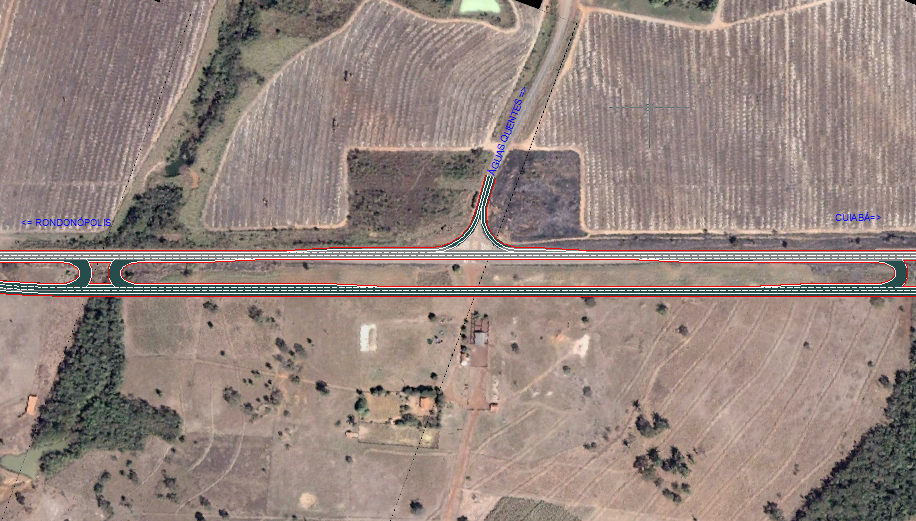 ÁGUAS QUENTES =>
<= RONDONÓPOLIS
CUIABÁ=>